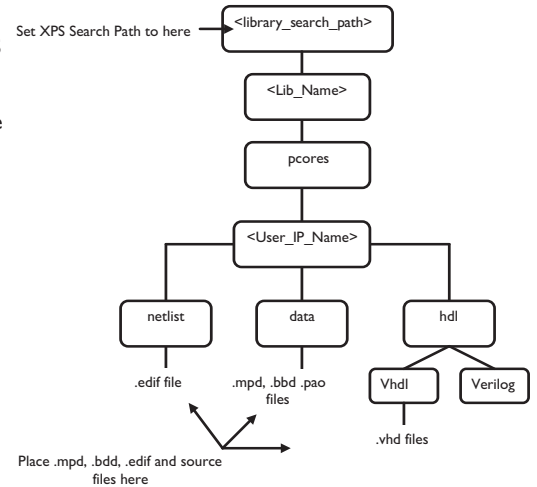 Set XPS Search Path to here
<library_search_path>
<Lib_Name>
pcores
<User_IP_Name>
netlist
data
hdl
.edif file
.mpd, .bbd .pao
files
Vhdl
Verilog
.vhd files
Place .mpd, .bdd, .edif and source
files here